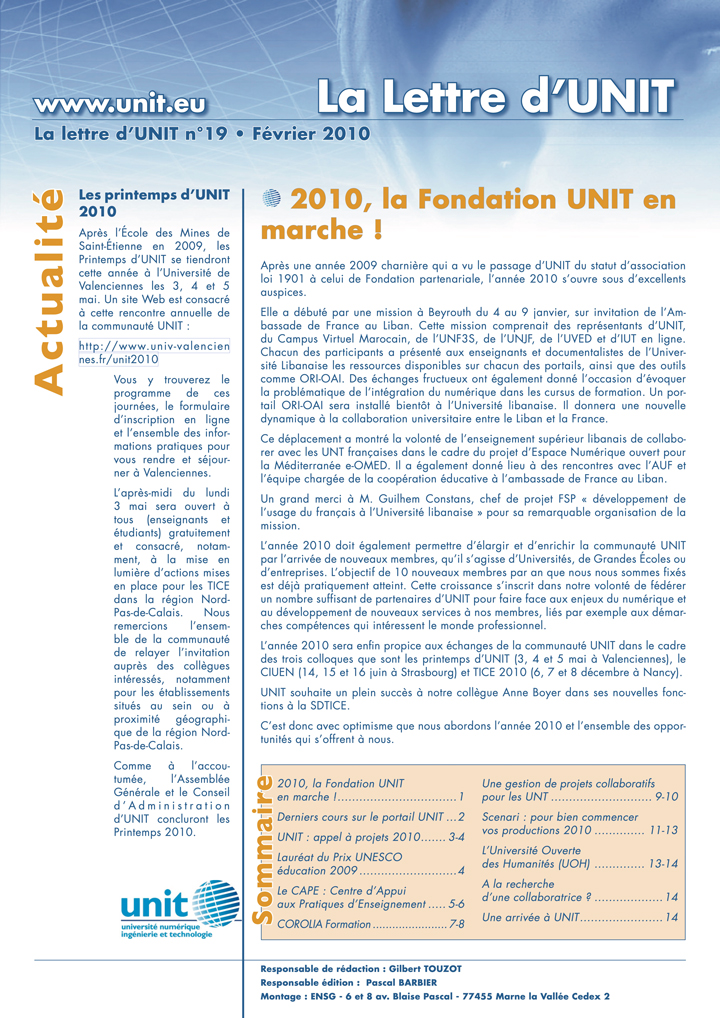 www.unit.eu
La Lettre d'UNIT
La lettre d'UNIT n°19 • Février 2010
Actualité
Les printemps d'UNIT
2010
Après l'École des Mines de
Saint-Étienne en 2009, les
Printemps d'UNIT se tiendront
cette année à l'Université de
Valenciennes les 3, 4 et 5
mai. Un site Web est consacré
à cette rencontre annuelle de
la communauté UNIT :
http://www.univ-valencien
nes.fr/unit2010
Vous y trouverez le
programme de ces
journées, le formulaire
d'inscription en ligne
et l'ensemble des infor-
mations pratiques pour
vous rendre et séjour-
ner à Valenciennes.
L'après-midi du lundi
3 mai sera ouvert à
tous (enseignants et
étudiants) gratuitement
et consacré, notam-
ment, à la mise en
lumière d'actions mises
en place pour les TICE
dans la région Nord-
Pas-de-Calais. Nous
remercions l'ensem-
ble de la communauté
de relayer l'invitation
auprès des collègues
intéressés, notamment
pour les établissements
situés au sein ou à
proximité géographi-
que de la région Nord-
Pas-de-Calais.
Comme à l'accou-
tumée, l'Assemblée
Générale et le Conseil
d'Administration
d'UNIT concluront les
Printemps 2010.
unit
université numérique
ingénierie et technologie
2010, la Fondation UNIT en
marche !
Après une année 2009 charnière qui a vu le passage d'UNIT du statut d'association
loi 1901 à celui de Fondation partenariale, l'année 2010 s'ouvre sous d'excellents
auspices.
Elle a débuté par une mission à Beyrouth du 4 au 9 janvier, sur invitation de l'Am-
bassade de France au Liban. Cette mission comprenait des représentants d'UNIT,
du Campus Virtuel Marocain, de l'UNF3S, de l'UNJF, de l'UVED et d'IUT en ligne.
Chacun des participants a présenté aux enseignants et documentalistes de l'Univer-
sité Libanaise les ressources disponibles sur chacun des portails, ainsi que des outils
comme ORI-OAI. Des échanges fructueux ont également donné l'occasion d'évoquer
la problématique de l'intégration du numérique dans les cursus de formation. Un por-
tail ORI-OAI sera installé bientôt à l'Université libanaise. Il donnera une nouvelle
dynamique à la collaboration universitaire entre le Liban et la France.
Ce déplacement a montré la volonté de l'enseignement supérieur libanais de collabo-
rer avec les UNT françaises dans le cadre du projet d'Espace Numérique ouvert pour
la Méditerranée e-OMED. Il a également donné lieu à des rencontres avec l'AUF et
l'équipe chargée de la coopération éducative à l'ambassade de France au Liban.
Un grand merci à M. Guilhem Constans, chef de projet FSP « développement de
l'usage du français à l'Université libanaise » pour sa remarquable organisation de la
mission.
L'année 2010 doit également permettre d'élargir et d'enrichir la communauté UNIT
par l'arrivée de nouveaux membres, qu'il s'agisse d'Universités, de Grandes Écoles ou
d'entreprises. L'objectif de 10 nouveaux membres par an que nous nous sommes fixés
est déjà pratiquement atteint. Cette croissance s'inscrit dans notre volonté de fédérer
un nombre suffisant de partenaires d'UNIT pour faire face aux enjeux du numérique et
au développement de nouveaux services à nos membres, liés par exemple aux démar-
ches compétences qui intéressent le monde professionnel.
L'année 2010 sera enfin propice aux échanges de la communauté UNIT dans le cadre
des trois colloques que sont les printemps d'UNIT (3, 4 et 5 mai à Valenciennes), le
CIUEN (14, 15 et 16 juin à Strasbourg) et TICE 2010 (6, 7 et 8 décembre à Nancy).
UNIT souhaite un plein succès à notre collègue Anne Boyer dans ses nouvelles fonc-
tions à la SDTICE.
C'est donc avec optimisme que nous abordons l'année 2010 et l'ensemble des oppor-
tunités qui s'offrent à nous.
Sommaire
2010, la Fondation UNIT
en marche !................................1
Derniers cours sur le portail UNIT ...2
UNIT : appel à projets 2010.......3-4
Lauréat du Prix UNESCO
éducation 2009..........................4
Le CAPE : Centre d'Appui
aux Pratiques d'Enseignement .....5-6
COROLIA Formation........................7-8
Une gestion de projets collaboratifs
pour les UNT ...........................9-10
Scenari : pour bien commencer
vos productions 2010 ..............11-13
L'Université Ouverte
des Humanités (UOH) ..............13-14
A la recherche
d'une collaboratrice ? ...................14
Une arrivée à UNIT......................14
Responsable de rédaction : Gilbert TOUZOT
Responsable édition : Pascal BARBIER
Montage : ENSG - 6 et 8 av. Blaise Pascal - 77455 Marne la Vallée Cedex 2